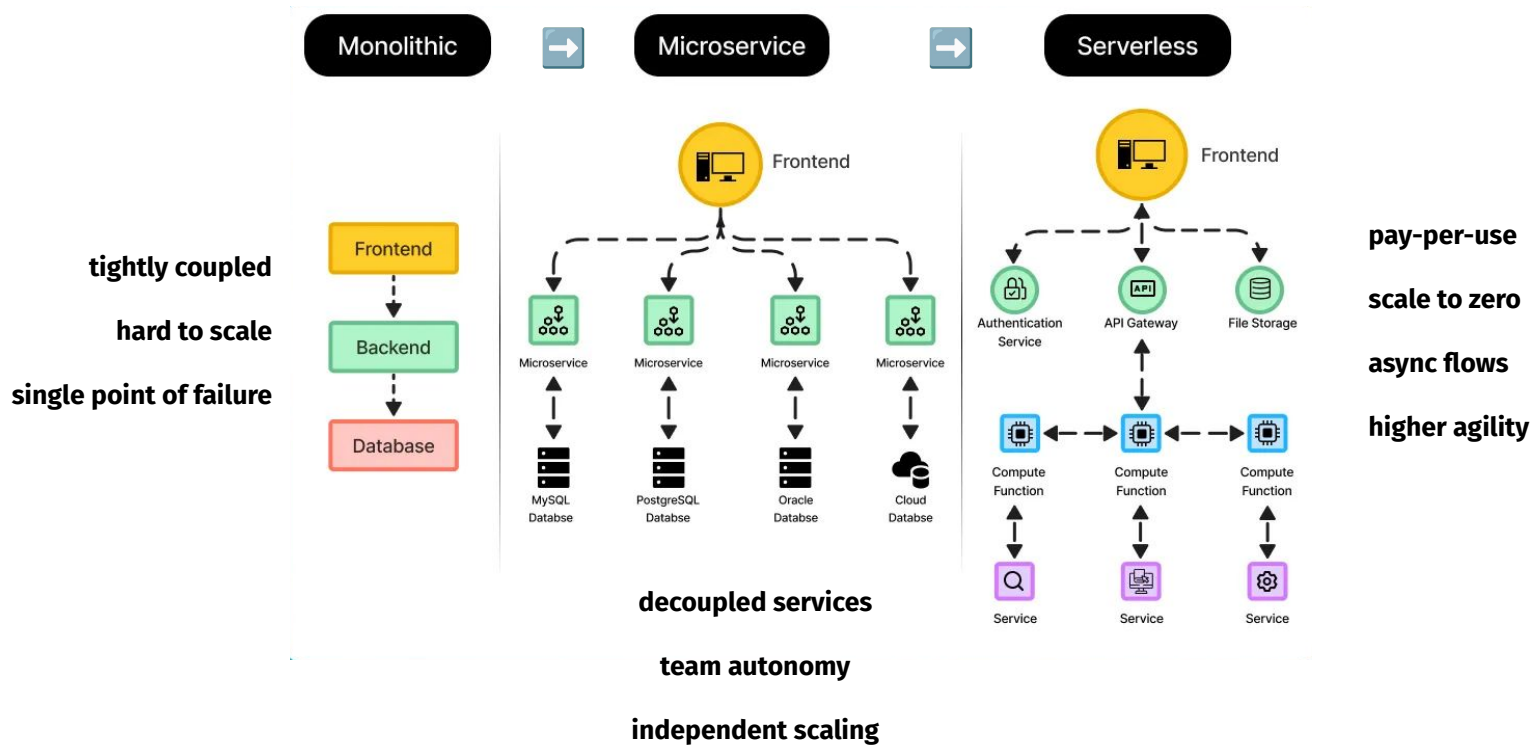 Monolithic
Microservice
Serverless
tightly coupled
hard to scale
single point of failure
Frontend
Backend
Database
Frontend
Microservice
Microservice
Microservice
Microservice
MySQL
Databse
PostgreSQL
Databse
Oracle
Databse
Cloud
Databse
decoupled services
team autonomy
independent scaling
Frontend
Authentication
Service
API
API Gateway
File Storage
Compute
Function
Compute
Function
Compute
Function
Service
Service
Service
pay-per-use
scale to zero
async flows
higher agility